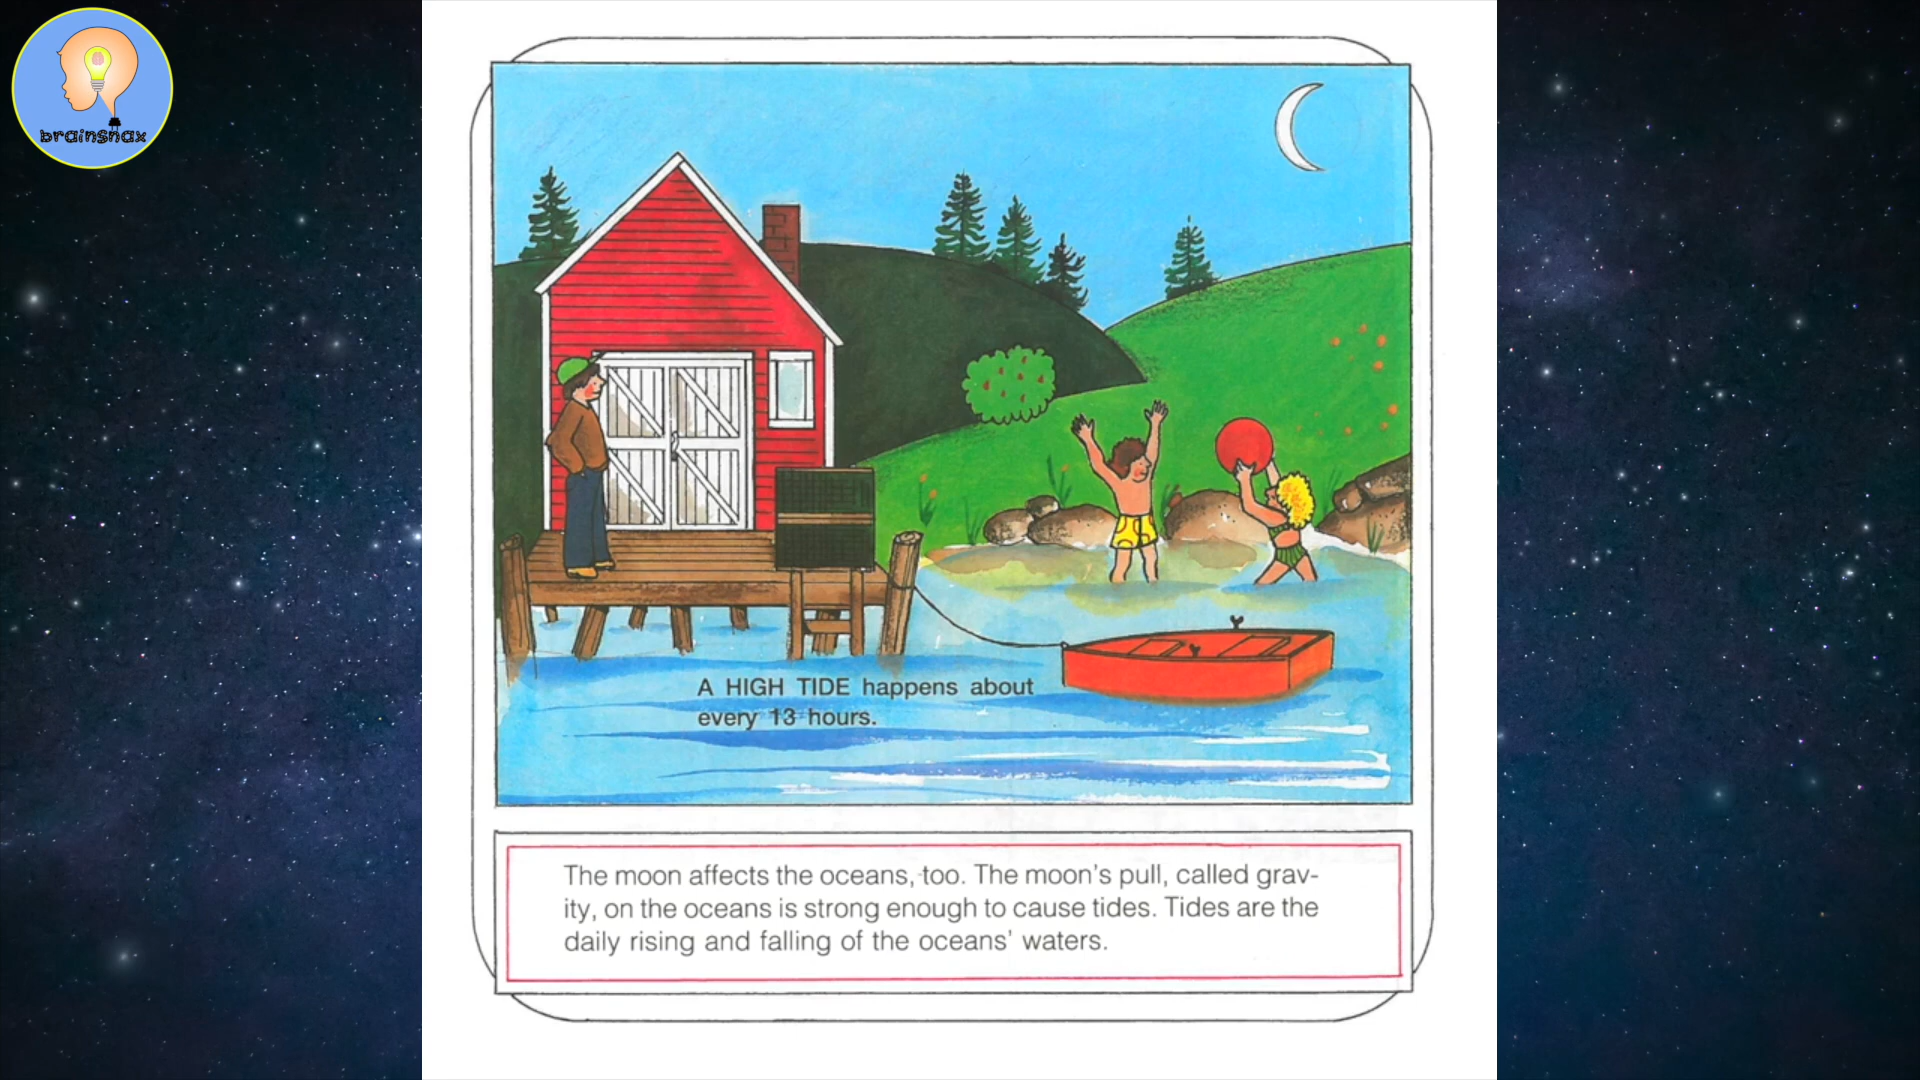 brainsnax
A HIGH TIDE happens about
every 13 hours.
The moon affects the oceans, too. The moon's pull, called grav-
ity, on the oceans is strong enough to cause tides. Tides are the
daily rising and falling of the oceans' waters.